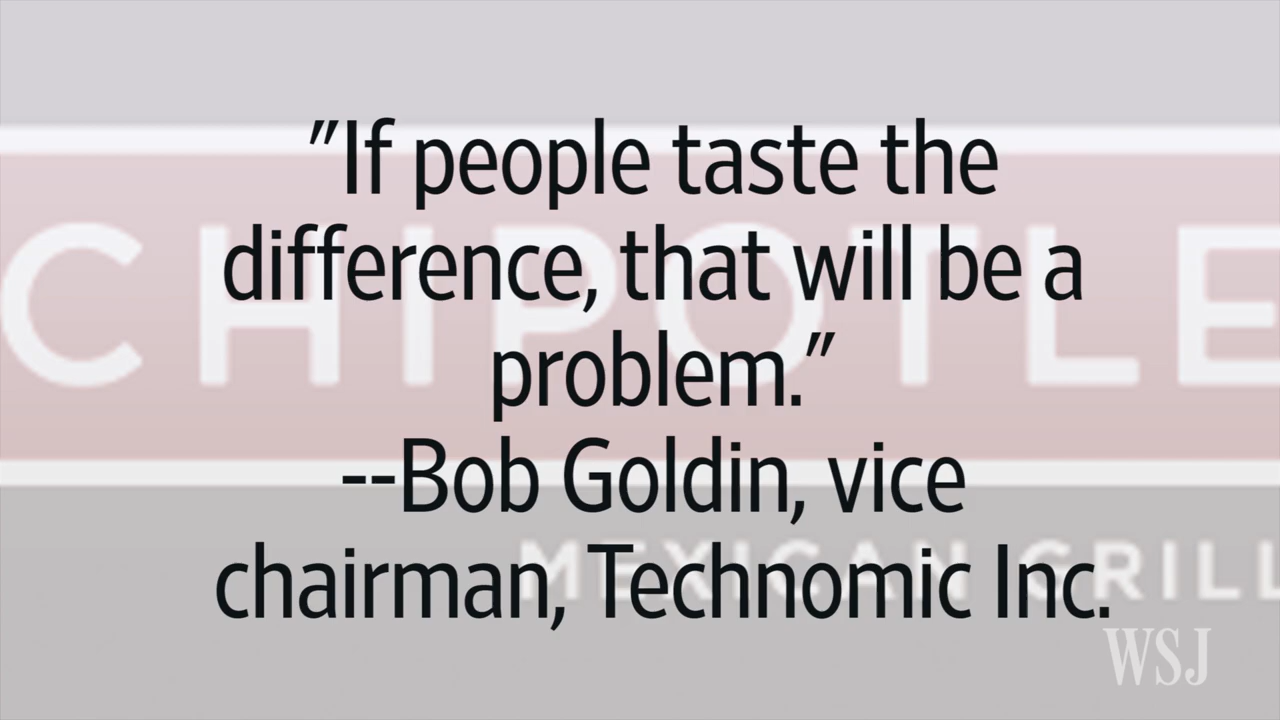 "If people taste the
difference, that will be a
problem."
--Bob Goldin, vice
chairman, Technomic Inc.
CHIPOTLE
MEXICAN GRILL
WSJ